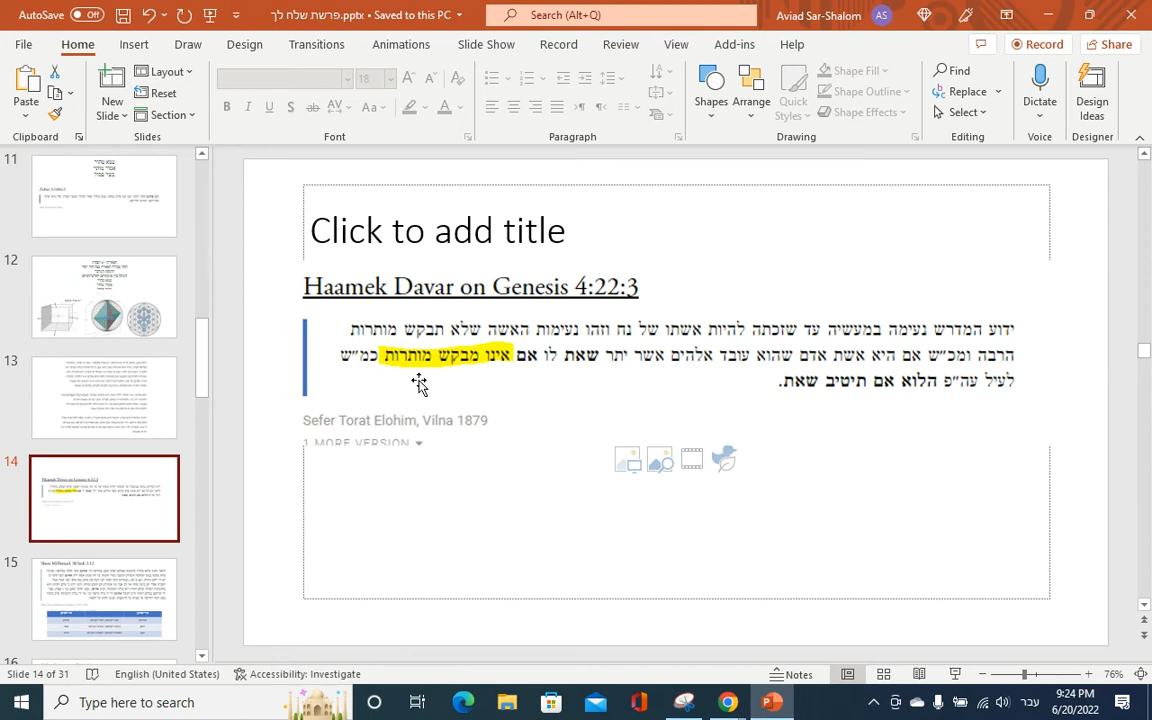 AutoSave Off פרשת שלח לך.pptx • Saved to this PC Search (Alt+Q) Aviad Sar-Shalom AS
File Home Insert Draw Design Transitions Animations Slide Show Record Review View Add-ins Help Record Share
Paste New Slide Layout Reset Section 18 B I U S ab AV Aa A Shapes Arrange Quick Styles Shape Fill Shape Outline Shape Effects Find Replace Select Dictate Design Ideas
Clipboard Slides Font Paragraph Drawing Editing Voice Designer
11
12
13
14
15
16
Click to add title
Haamek Davar on Genesis 4:22:3
ידוע המדרש נעימה במעשיה עד שזכתה להיות אשתו של נח וזהו נעימות האשה שלא תבקש מותרות
הרבה ומכ״ש אם היא אשת אדם שהוא עובד אלהים אשר יתר שאת לו אם אינו מבקש מותרות כמ״ש
לעיל עה״פ הלוא אם תיטיב שאת.
Sefer Torat Elohim, Vilna 1879
1 MORE VERSION
Slide 14 of 31 English (United States) Accessibility: Investigate Notes 76%
Type here to search עבר 9:24 PM
6/20/2022